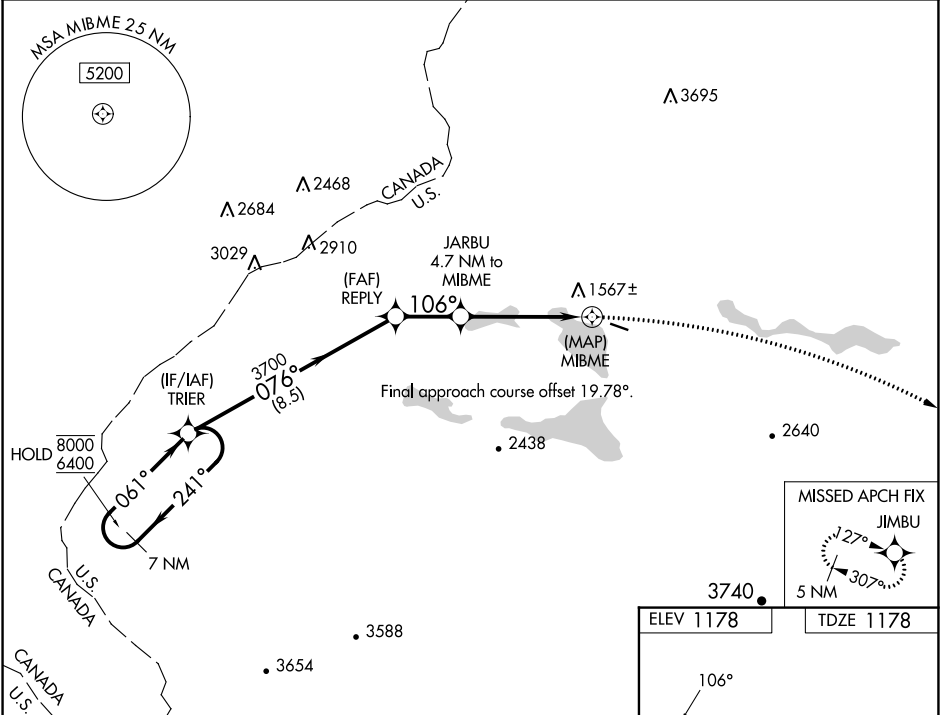 MSA MIBME 25 NM
5200
3695
CANADA
U.S.
2468
2684
3029
2910
JARBU
4.7 NM to
MIBME
(FAF)
REPLY
106°
1567±
(MAP)
MIBME
3700
076°
(8.5)
(IF/IAF)
TRIER
Final approach course offset 19.78°.
HOLD
8000
6400
061°
241°
7 NM
2438
2640
U.S.
CANADA
MISSED APCH FIX
JIMBU
127°
307°
5 NM
3740
ELEV 1178
TDZE 1178
3588
3654
CANADA
U.S.
106°